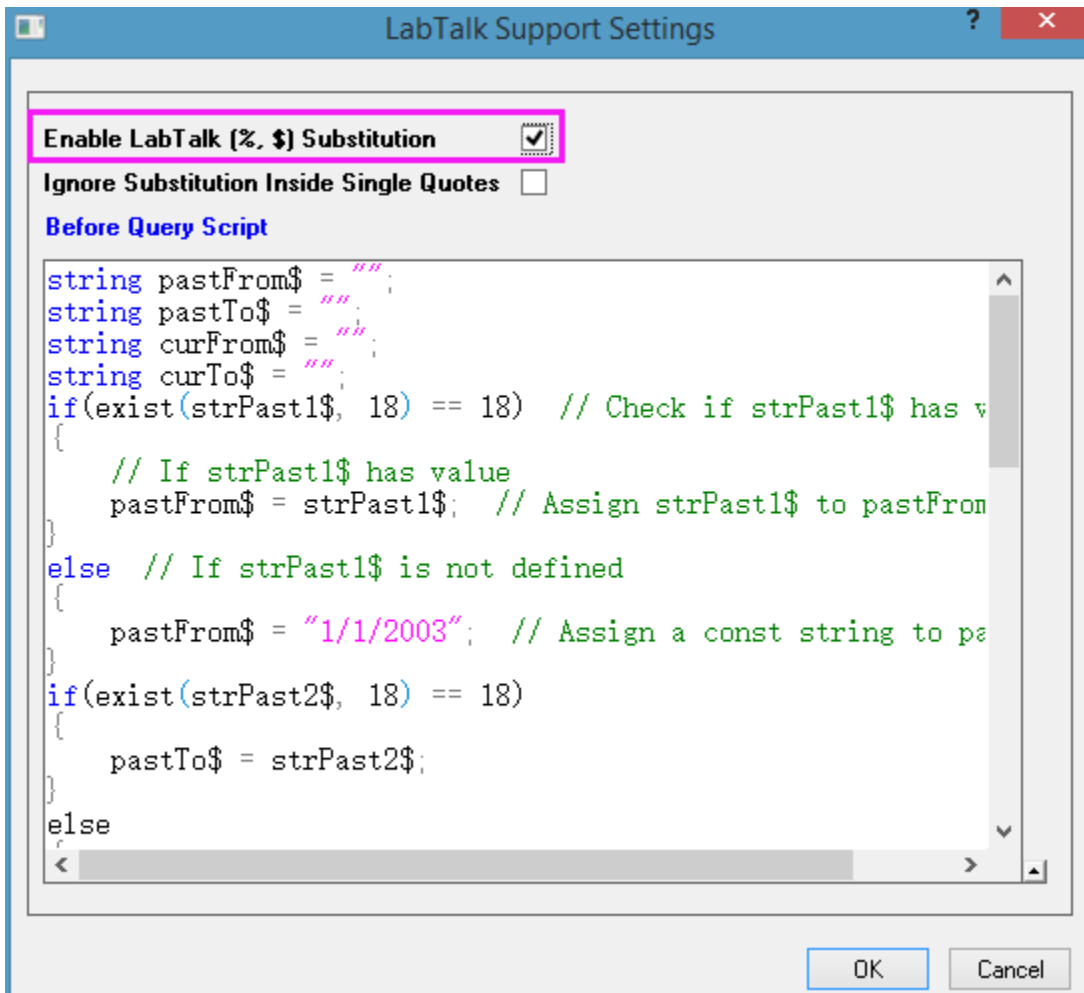 LabTalk Support Settings
?
Enable LabTalk (%, $) Substitution
Ignore Substitution Inside Single Quotes
Before Query Script
string pastFrom$ = "";
string pastTo$ = "";
string curFrom$ = "";
string curTo$ = "";
if(exist(strPast1$, 18) == 18)  // Check if strPast1$ has
{
    // If strPast1$ has value
    pastFrom$ = strPast1$;  // Assign strPast1$ to pastFrom
}
else  // If strPast1$ is not defined
{
    pastFrom$ = "1/1/2003";  // Assign a const string to
}
if(exist(strPast2$, 18) == 18)
{
    pastTo$ = strPast2$;
}
else
{
OK
Cancel